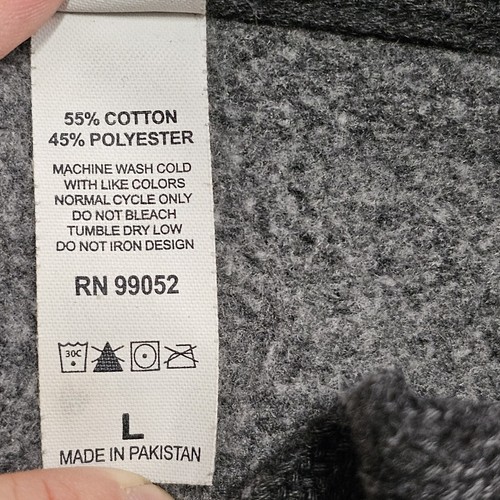 55% COTTON
45% POLYESTER
MACHINE WASH COLD
WITH LIKE COLORS
NORMAL CYCLE ONLY
DO NOT BLEACH
TUMBLE DRY LOW
DO NOT IRON DESIGN
RN 99052
30C
L
MADE IN PAKISTAN